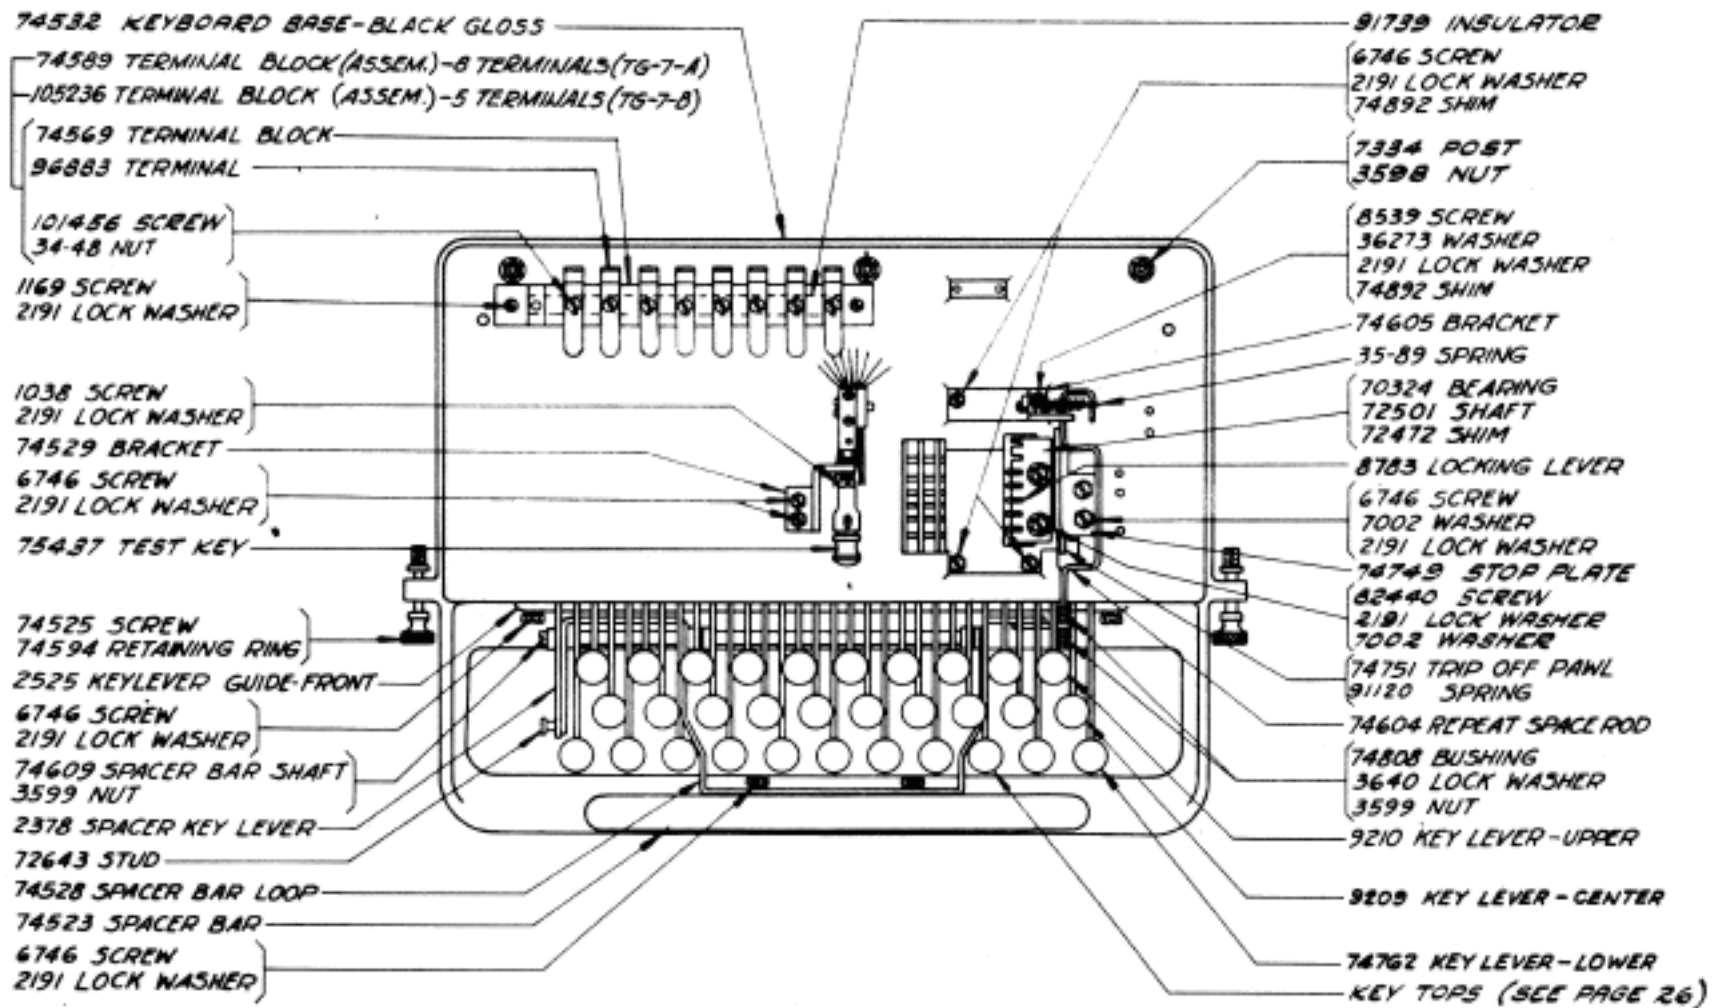 74532 KEYBOARD BASE-BLACK GLOSS
74589 TERMINAL BLOCK (ASSEM.)-8 TERMINALS (TG-7-A)
105236 TERMINAL BLOCK (ASSEM.)-5 TERMINALS (TG-7-B)
74569 TERMINAL BLOCK
96883 TERMINAL
101456 SCREW
34-48 NUT
1169 SCREW
2191 LOCK WASHER
1038 SCREW
2191 LOCK WASHER
74529 BRACKET
6746 SCREW
2191 LOCK WASHER
75437 TEST KEY
74525 SCREW
74594 RETAINING RING
2525 KEYLEVER GUIDE-FRONT
6746 SCREW
2191 LOCK WASHER
74609 SPACER BAR SHAFT
3599 NUT
2378 SPACER KEY LEVER
72643 STUD
74528 SPACER BAR LOOP
74523 SPACER BAR
6746 SCREW
2191 LOCK WASHER
91739 INSULATOR
6746 SCREW
2191 LOCK WASHER
74892 SHIM
7334 POST
3598 NUT
8539 SCREW
36273 WASHER
2191 LOCK WASHER
74892 SHIM
74605 BRACKET
35-89 SPRING
70324 BEARING
72501 SHAFT
72472 SHIM
8783 LOCKING LEVER
6746 SCREW
7002 WASHER
2191 LOCK WASHER
74749 STOP PLATE
82440 SCREW
2191 LOCK WASHER
7002 WASHER
74751 TRIP OFF PAWL
91120 SPRING
74604 REPEAT SPACE ROD
74808 BUSHING
3640 LOCK WASHER
3599 NUT
9210 KEY LEVER-UPPER
9209 KEY LEVER-CENTER
74762 KEY LEVER-LOWER
KEY TOPS (SEE PAGE 26)